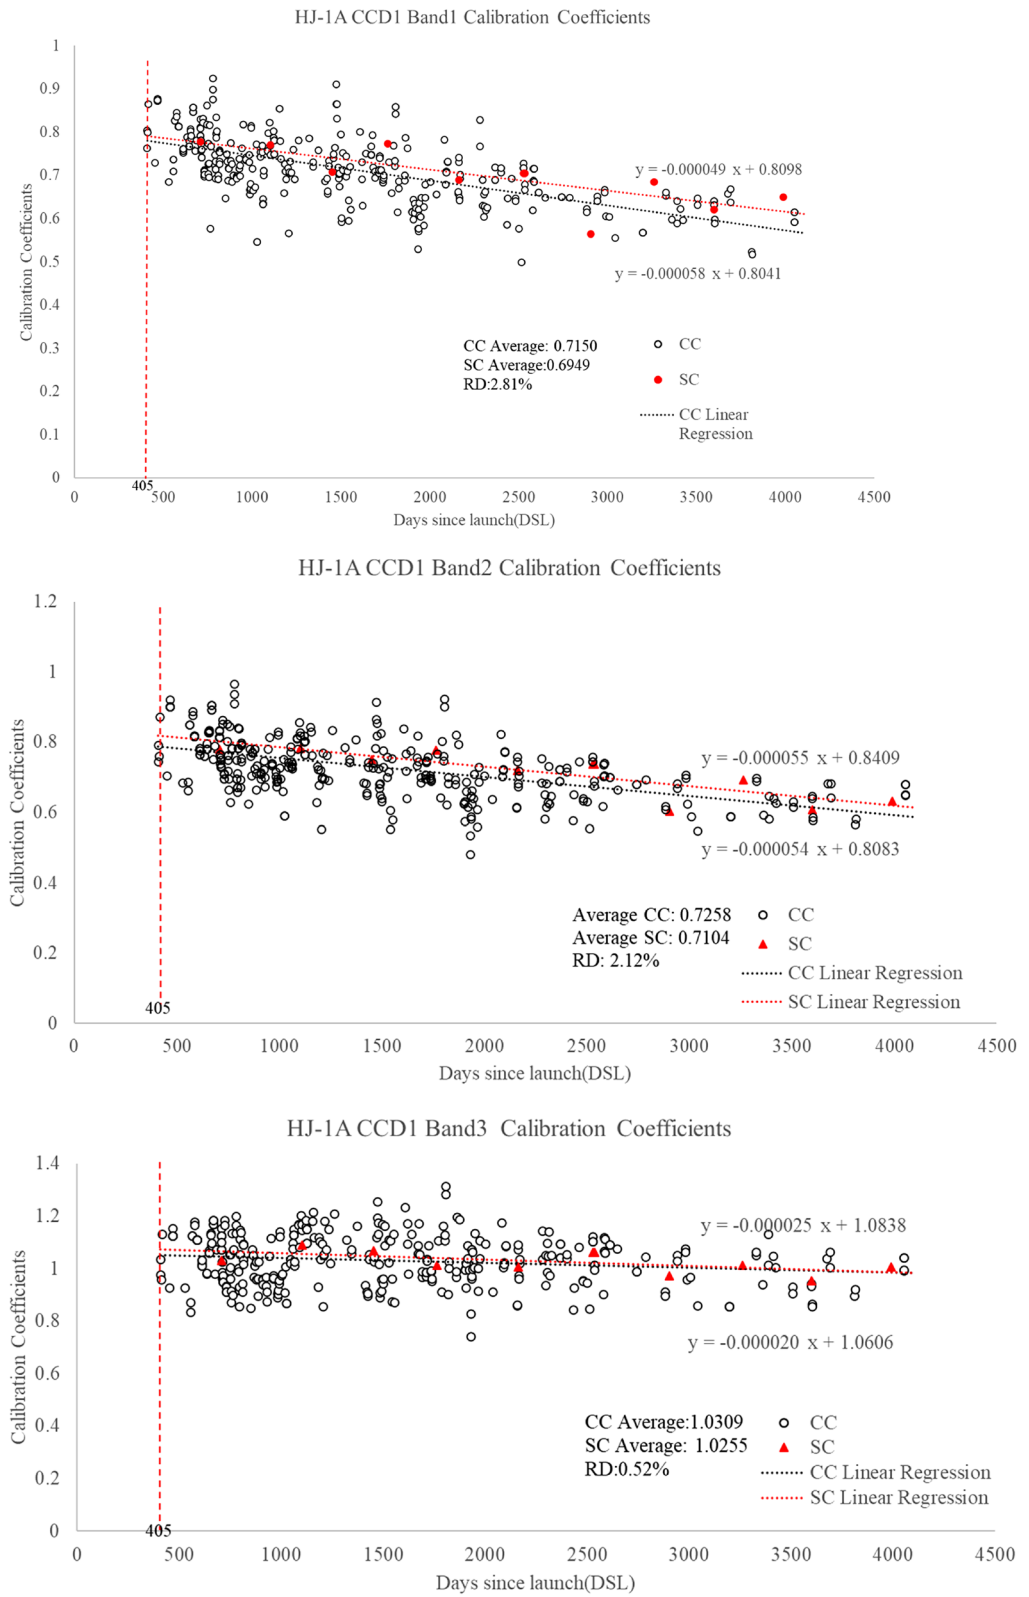 HJ-1A CCD1 Band1 Calibration Coefficients
1
0.9
0.8
0.7
0.6
0.5
0.4
0.3
0.2
0.1
0
Calibration Coefficients
y = -0.000049 x + 0.8098
y = -0.000058 x + 0.8041
CC Average: 0.7150
SC Average:0.6949
RD:2.81%
CC
SC
CC Linear
Regression
405
0 500 1000 1500 2000 2500 3000 3500 4000 4500
Days since launch(DSL)
HJ-1A CCD1 Band2 Calibration Coefficients
1.2
1
0.8
0.6
0.4
0.2
0
Calibration Coefficients
y = -0.000055 x + 0.8409
y = -0.000054 x + 0.8083
Average CC: 0.7258
Average SC: 0.7104
RD: 2.12%
CC
SC
CC Linear Regression
SC Linear Regression
405
0 500 1000 1500 2000 2500 3000 3500 4000 4500
Days since launch(DSL)
HJ-1A CCD1 Band3 Calibration Coefficients
1.4
1.2
1
0.8
0.6
0.4
0.2
0
Calibration Coefficients
y = -0.000025 x + 1.0838
y = -0.000020 x + 1.0606
CC Average:1.0309
SC Average: 1.0255
RD:0.52%
CC
SC
CC Linear Regression
SC Linear Regression
405
0 500 1000 1500 2000 2500 3000 3500 4000 4500
Days since launch(DSL)